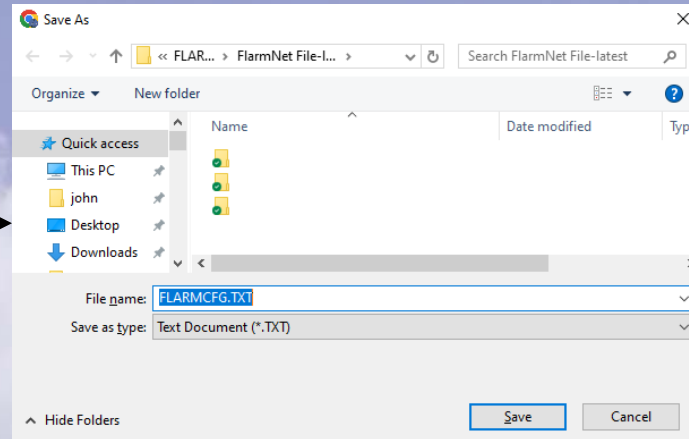 Save As
« FLAR... › FlarmNet File-l... ›
Search FlarmNet File-latest
Organize
New folder
Name
Date modified
Typ
Quick access
This PC
john
Desktop
Downloads
File name: FLARMCFG.TXT
Save as type: Text Document (*.TXT)
Hide Folders
Save
Cancel